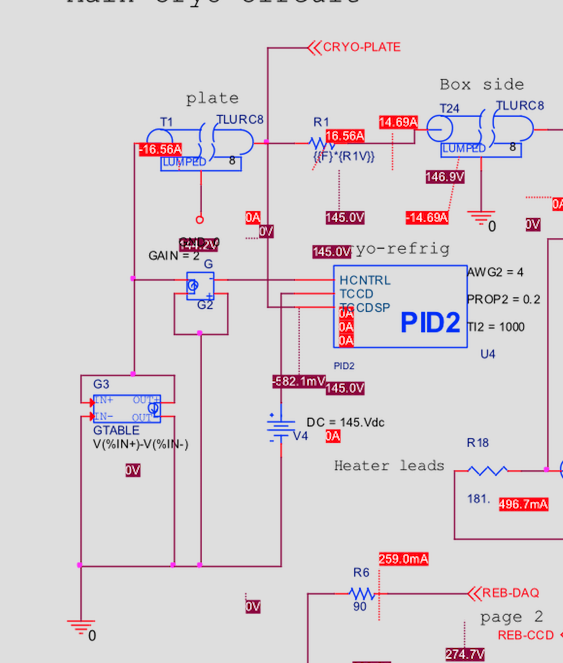 CRYO-PLATE
Box side
plate
T24
TLURC8
T1
TLURC8
R1
14.69A
16.56A
-16.56A
LUMPED
8
{{F}*{R1V}}
LUMPED
8
146.9V
0A
145.0V
-14.69A
0V
0
0V
0A
GAIN = 2
145.0V
yo-refrig
G
G2
HCNTRL
TCCD
TCCDSP
0A
0A
0A
PID2
AWG2 = 4
PROP2 = 0.2
TI2 = 1000
U4
PID2
-582.1mV
145.0V
G3
IN+
OUT+
IN-
OUT-
GTABLE
V(%IN+)-V(%IN-)
V4
DC = 145.Vdc
0A
0V
Heater leads
R18
181.
496.7mA
259.0mA
R6
90
0V
REB-DAQ
page 2
REB-CCD
0
274.7V